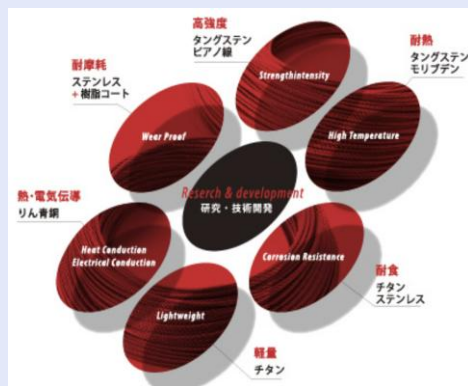 高強度
タングステン
ピアノ線
Strengthintensity
耐熱
タングステン
モリブデン
High Temperature
耐摩耗
ステンレス
+樹脂コート
Wear Proof
Reserch & development
研究・技術開発
熱・電気伝導
りん青銅
Heat Conduction
Electrical Conduction
Corrosion Resistance
耐食
チタン
ステンレス
Lightweight
軽量
チタン